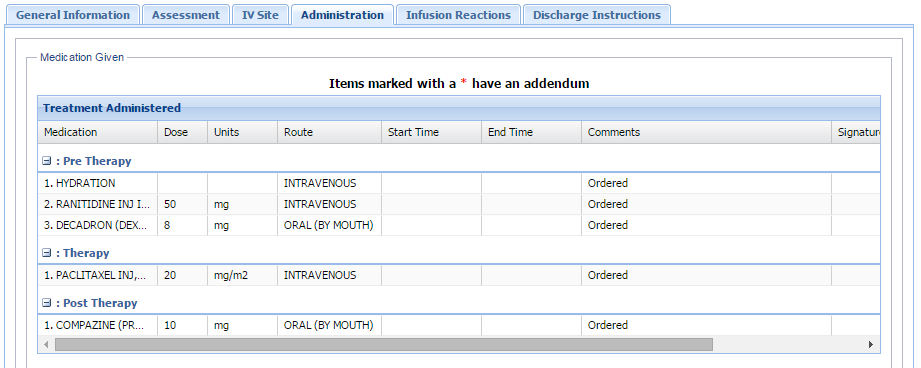 General Information Assessment IV Site Administration Infusion Reactions Discharge Instructions
Medication Given
Items marked with a * have an addendum
Treatment Administered
Medication Dose Units Route Start Time End Time Comments Signature
: Pre Therapy
1. HYDRATION INTRAVENOUS Ordered
2. RANITIDINE INJ I... 50 mg INTRAVENOUS Ordered
3. DECADRON (DEX... 8 mg ORAL (BY MOUTH) Ordered
: Therapy
1. PACLITAXEL INJ,... 20 mg/m2 INTRAVENOUS Ordered
: Post Therapy
1. COMPAZINE (PR... 10 mg ORAL (BY MOUTH) Ordered